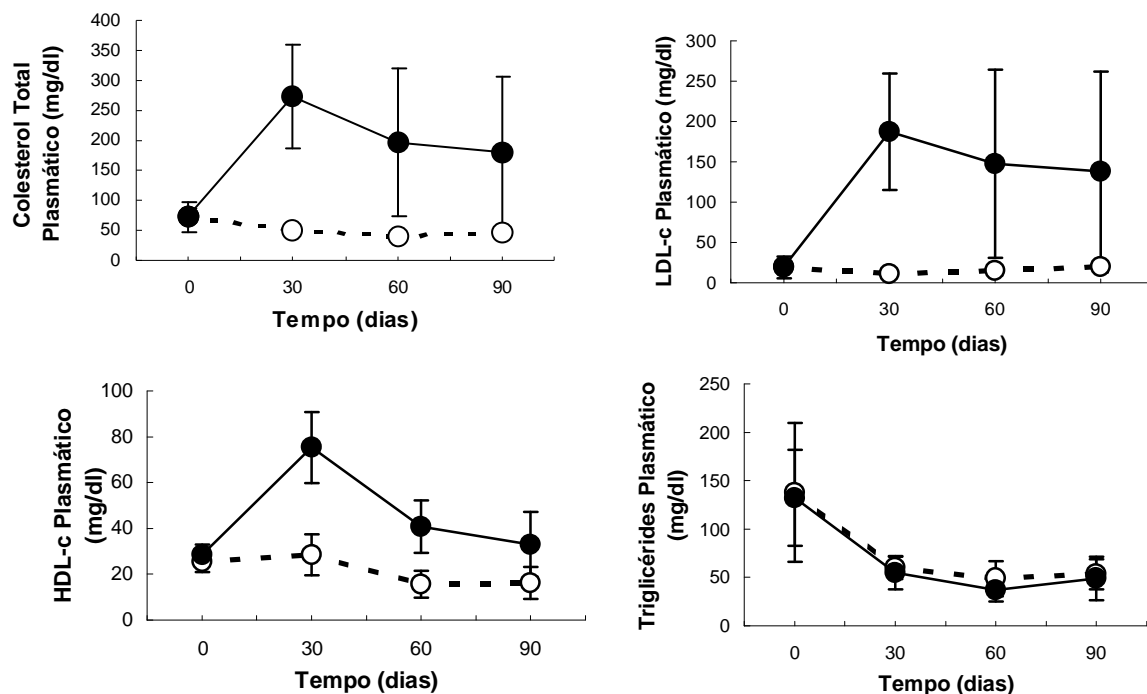 Colesterol Total
Plasmático (mg/dl)
400
350
300
250
200
150
100
50
0
0 30 60 90
Tempo (dias)
LDL-c Plasmático (mg/dl)
300
250
200
150
100
50
0
0 30 60 90
Tempo (dias)
HDL-c Plasmático
(mg/dl)
100
80
60
40
20
0
0 30 60 90
Tempo (dias)
Triglicérides Plasmático
(mg/dl)
250
200
150
100
50
0
0 30 60 90
Tempo (dias)